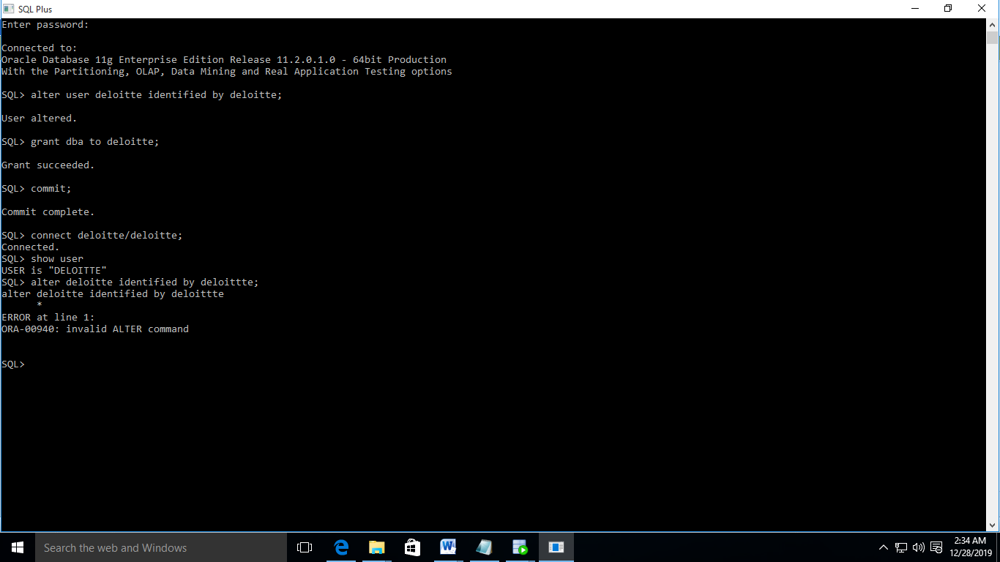 SQL Plus
Enter password:
Connected to:
Oracle Database 11g Enterprise Edition Release 11.2.0.1.0 - 64bit Production
With the Partitioning, OLAP, Data Mining and Real Application Testing options
SQL> alter user deloitte identified by deloitte;
User altered.
SQL> grant dba to deloitte;
Grant succeeded.
SQL> commit;
Commit complete.
SQL> connect deloitte/deloitte;
Connected.
SQL> show user
USER is "DELOITTE"
SQL> alter deloitte identified by deloittte;
alter deloitte identified by deloittte
*
ERROR at line 1:
ORA-00940: invalid ALTER command
SQL>
Search the web and Windows
2:34 AM
12/28/2019